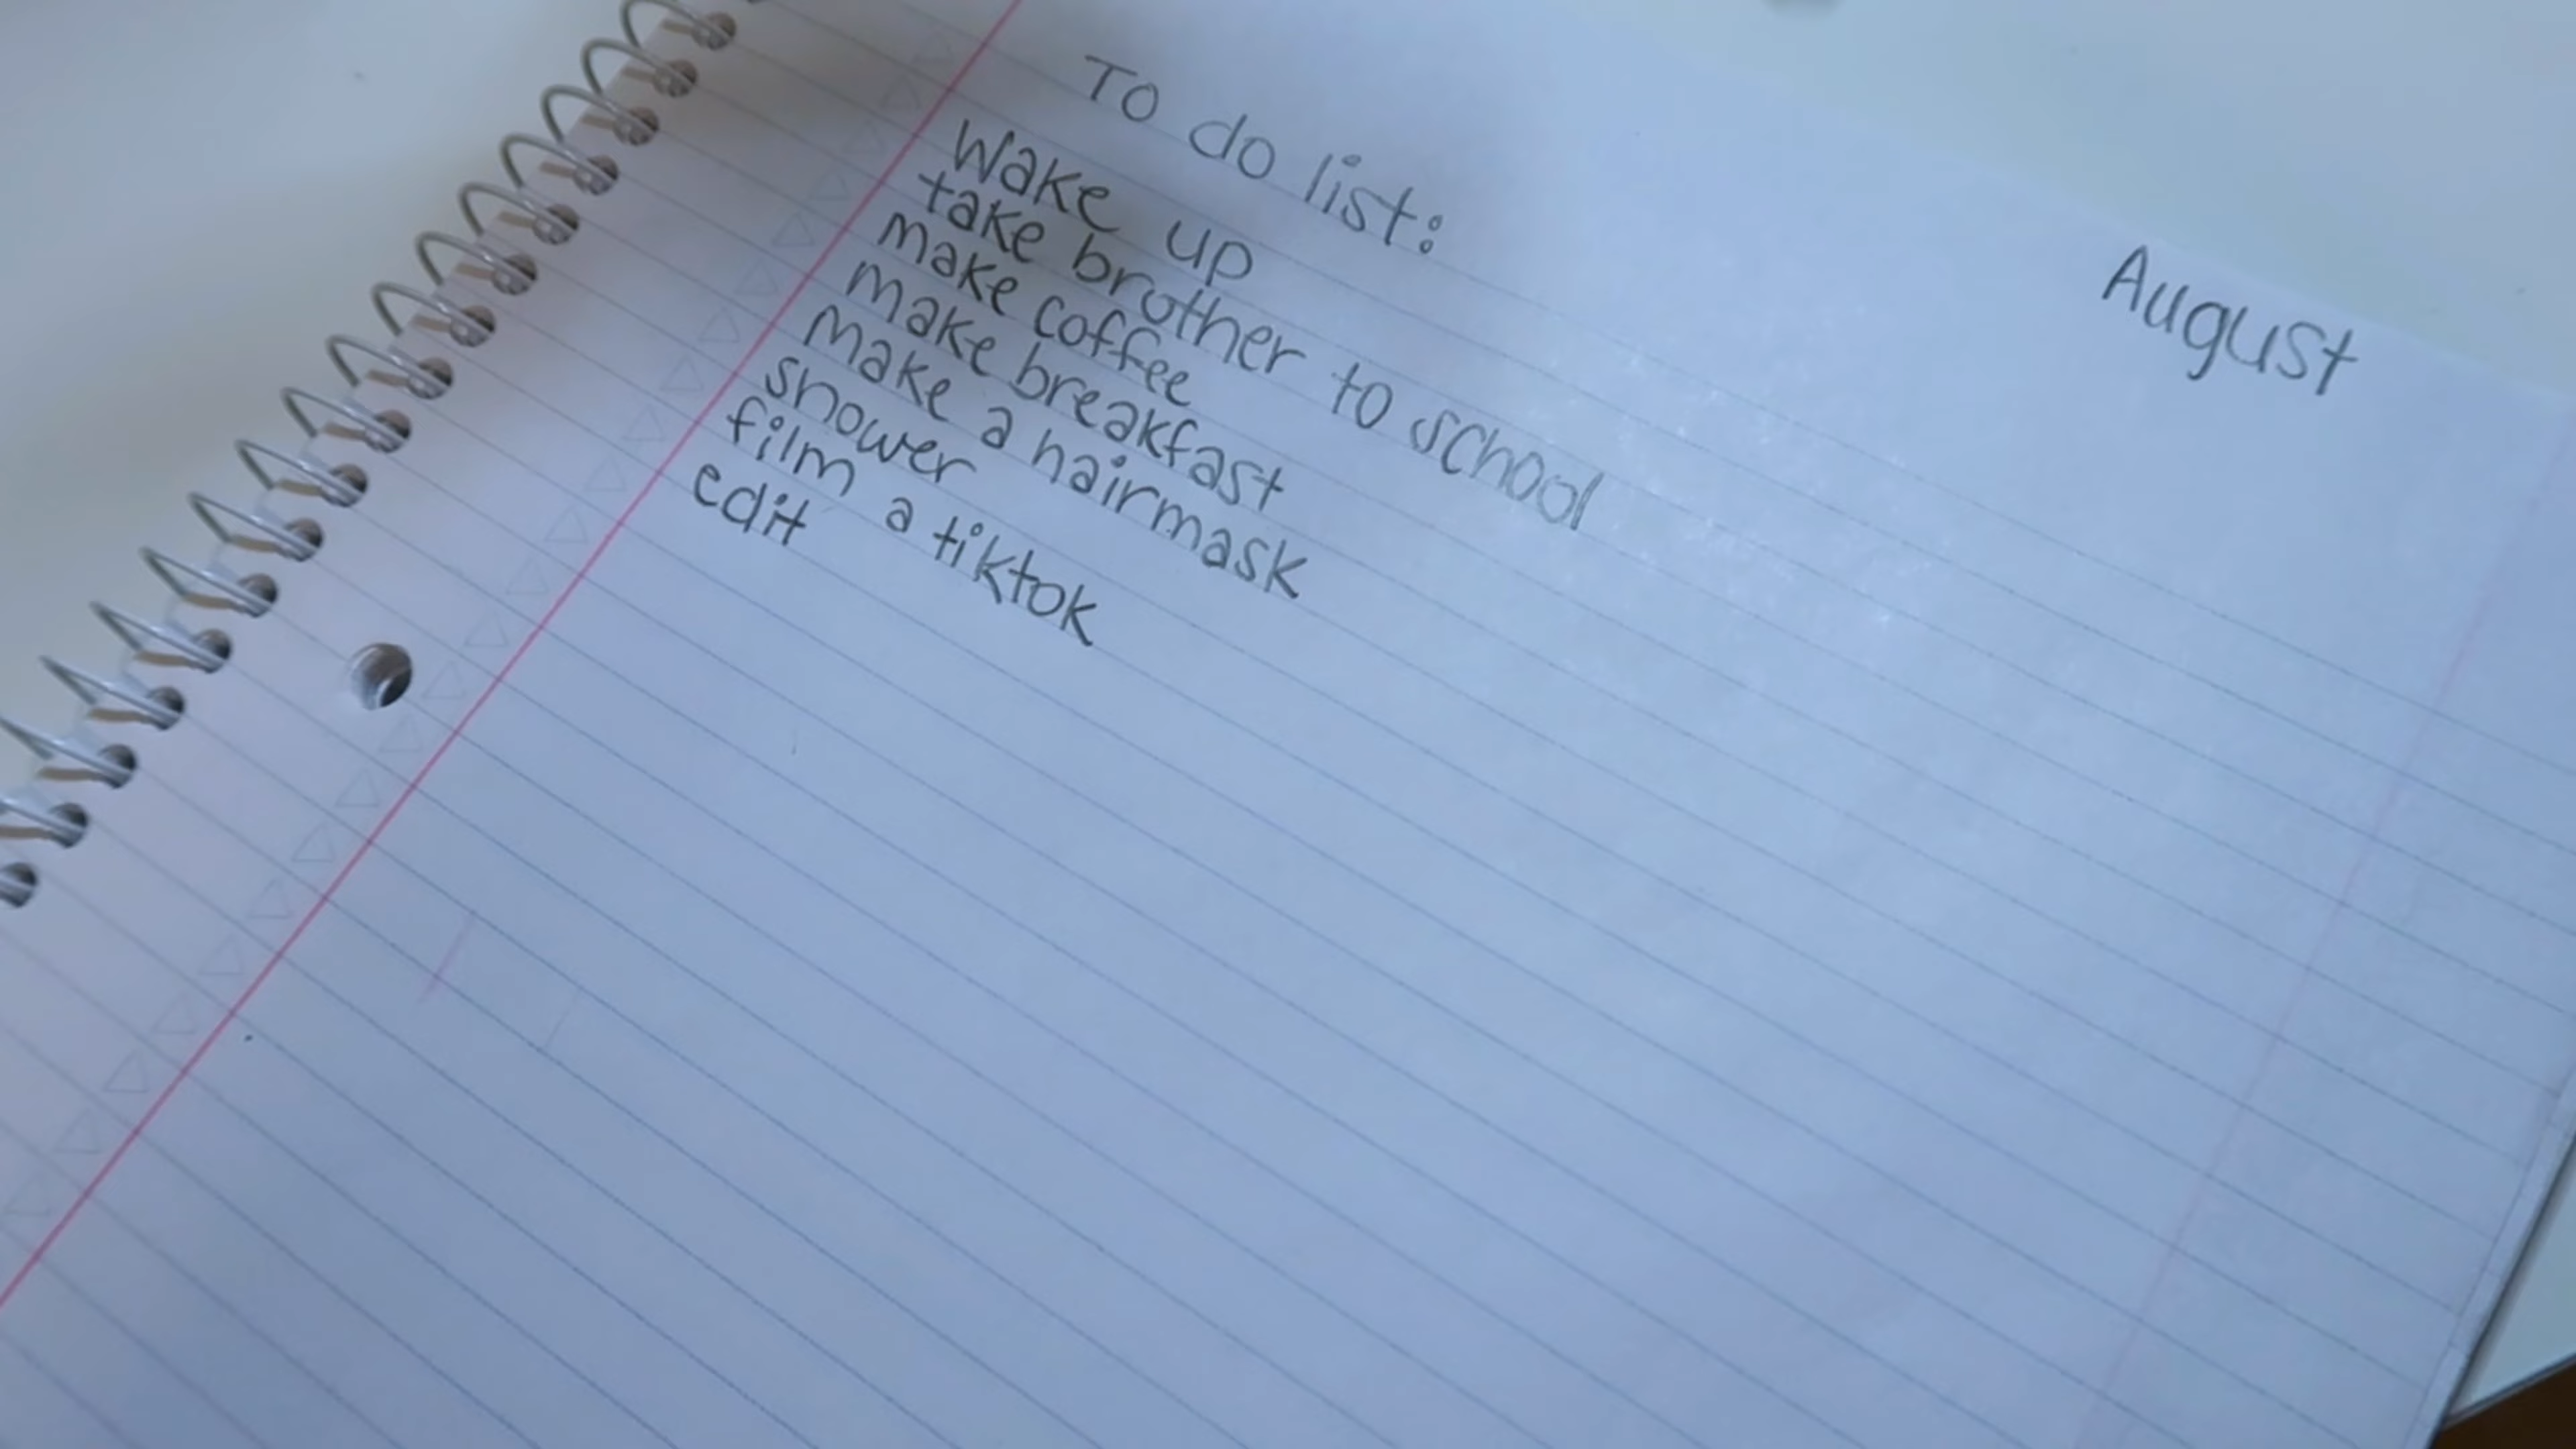 To do list:
August
Wake up
take brother to school
make coffee
make breakfast
make a hairmask
shower
film a tiktok
edit